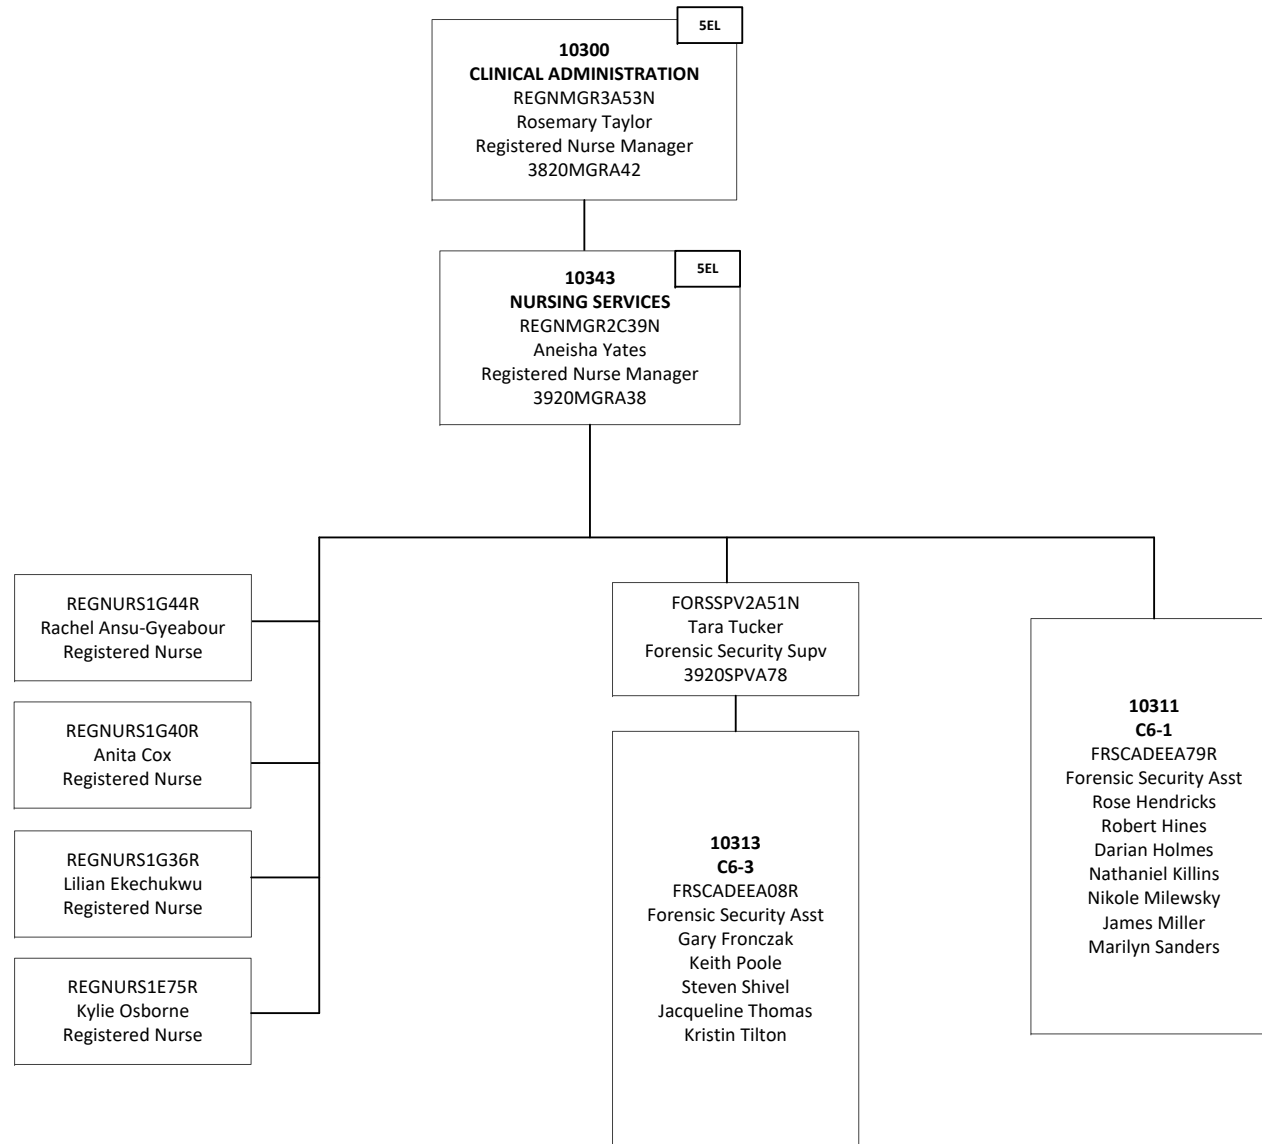 5EL
10300
CLINICAL ADMINISTRATION
REGNMGR3A53N
Rosemary Taylor
Registered Nurse Manager
3820MGRA42
5EL
10343
NURSING SERVICES
REGNMGR2C39N
Aneisha Yates
Registered Nurse Manager
3920MGRA38
REGNURS1G44R
Rachel Ansu-Gyeabour
Registered Nurse
REGNURS1G40R
Anita Cox
Registered Nurse
REGNURS1G36R
Lilian Ekechukwu
Registered Nurse
REGNURS1E75R
Kylie Osborne
Registered Nurse
FORSSPV2A51N
Tara Tucker
Forensic Security Supv
3920SPVA78
10313
C6-3
FRSCADEEA08R
Forensic Security Asst
Gary Fronczak
Keith Poole
Steven Shivel
Jacqueline Thomas
Kristin Tilton
10311
C6-1
FRSCADEEA79R
Forensic Security Asst
Rose Hendricks
Robert Hines
Darian Holmes
Nathaniel Killins
Nikole Milewsky
James Miller
Marilyn Sanders